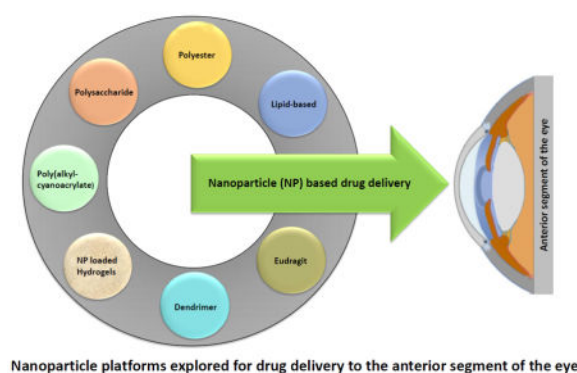 Polyester
Polysaccharide
Lipid-based
Poly(alkyl-
cyanoacrylate)
Nanoparticle (NP) based drug delivery
Anterior segment of the eye
NP loaded
Hydrogels
Eudragit
Dendrimer
Nanoparticle platforms explored for drug delivery to the anterior segment of the eye